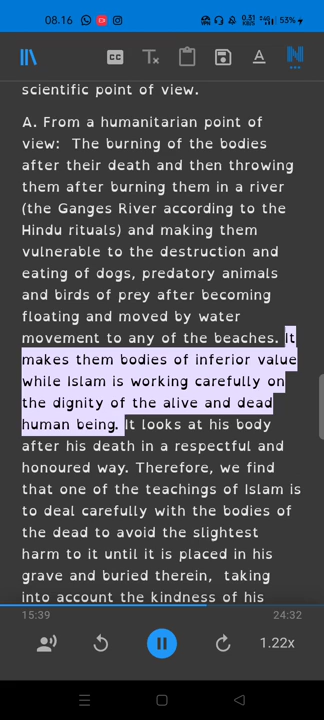 08.16
0.31 KB/S
53%
CC
A
N
scientific point of view.
A. From a humanitarian point of
view:  The burning of the bodies
after their death and then throwing
them after burning them in a river
(the Ganges River according to the
Hindu rituals) and making them
vulnerable to the destruction and
eating of dogs, predatory animals
and birds of prey after becoming
floating and moved by water
movement to any of the beaches. It
makes them bodies of inferior value
while Islam is working carefully on
the dignity of the alive and dead
human being. It looks at his body
after his death in a respectful and
honoured way. Therefore, we find
that one of the teachings of Islam is
to deal carefully with the bodies of
the dead to avoid the slightest
harm to it until it is placed in his
grave and buried therein,  taking
into account the kindness of his
15:39
24:32
1.22x